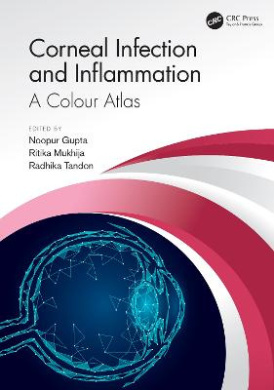 CRC Press
Taylor & Francis Group
Corneal Infection
and Inflammation
A Colour Atlas
EDITED BY
Noopur Gupta
Ritika Mukhija
Radhika Tandon